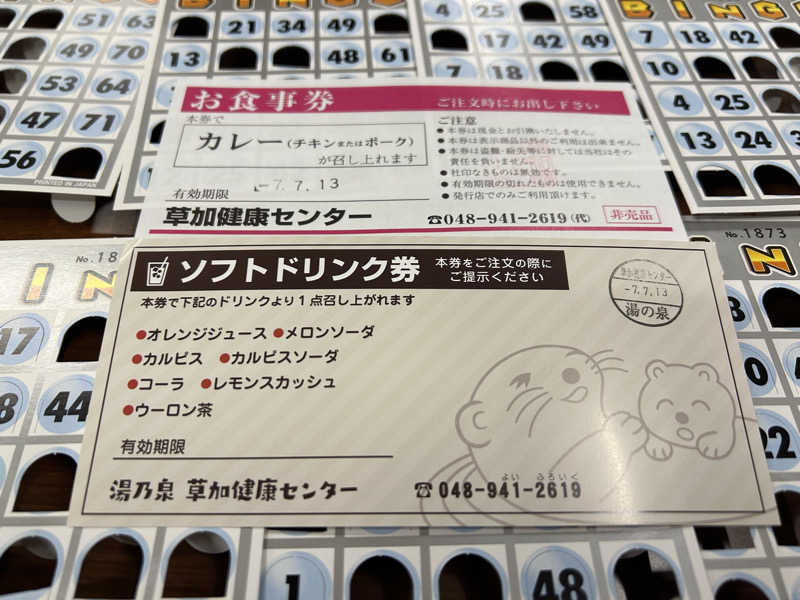 51 63
21 34 49
4 25 58
BINGO
BINGO
7 18 42
49 70
13 48 61
17 42 49
10
53 64
7 18
4 25
47 71
13 24
56
PRINTED IN JAPAN
お食事券 ご注文時にお出し下さい
本券で
カレー(チキンまたはポーク)
が召し上れます
有効期限 -7.7.13
草加健康センター
ご注意
●本券は現金とお引換いたしません。
●本券は表示商品以外のご利用は出来ません。
●本券は盗難・紛失等に対しては当社はその
責任を負いません。
●社印なきものは無効です。
●有効期限の切れたものは使用できません。
●発行店でのみご利用頂けます。
☎048-941-2619(代) 非売品
No.1873
ソフトドリンク券 本券をご注文の際に
ご提示ください
本券で下記のドリンクより1点召し上がれます
●オレンジジュース ●メロンソーダ
●カルピス ●カルピスソーダ
●コーラ ●レモンスカッシュ
●ウーロン茶
有効期限
湯乃泉 草加健康センター
よい ふろいく
☎048-941-2619
草加健康センター
-7.7.13
湯の泉
17
44
22
1
48